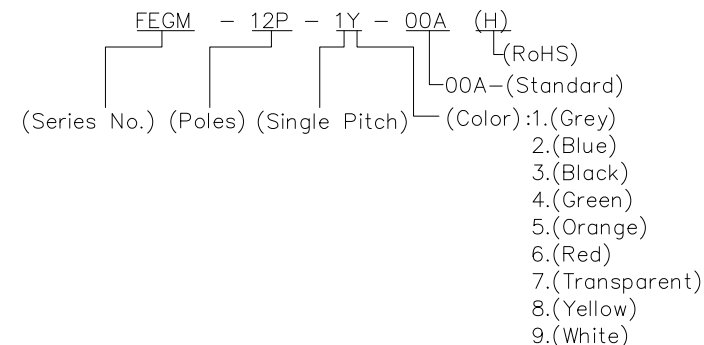 FEGM - 12P - 1Y - 00A (H)
(RoHS)
00A-(Standard)
(Series No.) (Poles) (Single Pitch) (Color):1.(Grey)
2.(Blue)
3.(Black)
4.(Green)
5.(Orange)
6.(Red)
7.(Transparent)
8.(Yellow)
9.(White)